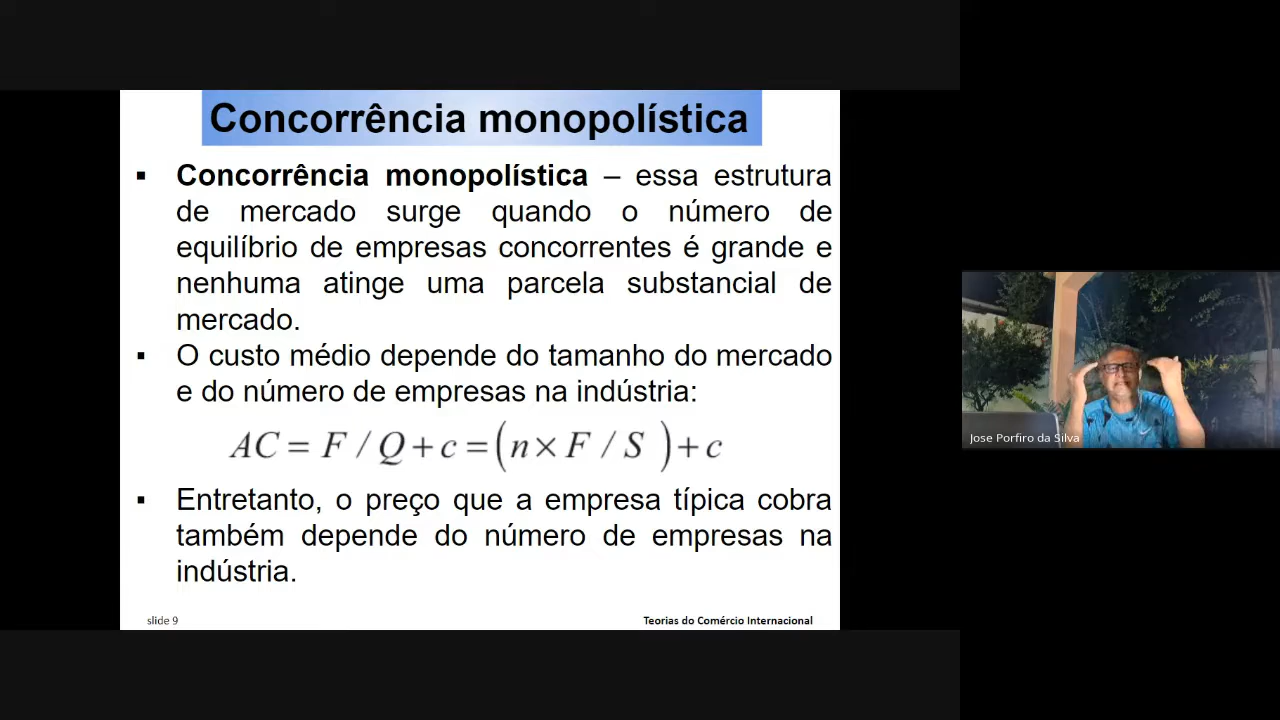 Concorrência monopolística
▪ Concorrência monopolística – essa estrutura
de mercado surge quando o número de
equilíbrio de empresas concorrentes é grande e
nenhuma atinge uma parcela substancial de
mercado.
▪ O custo médio depende do tamanho do mercado
e do número de empresas na indústria:
AC = F / Q + c = (n × F / S ) + c
▪ Entretanto, o preço que a empresa típica cobra
também depende do número de empresas na
indústria.
slide 9
Teorias do Comércio Internacional
Jose Porfiro da Silva